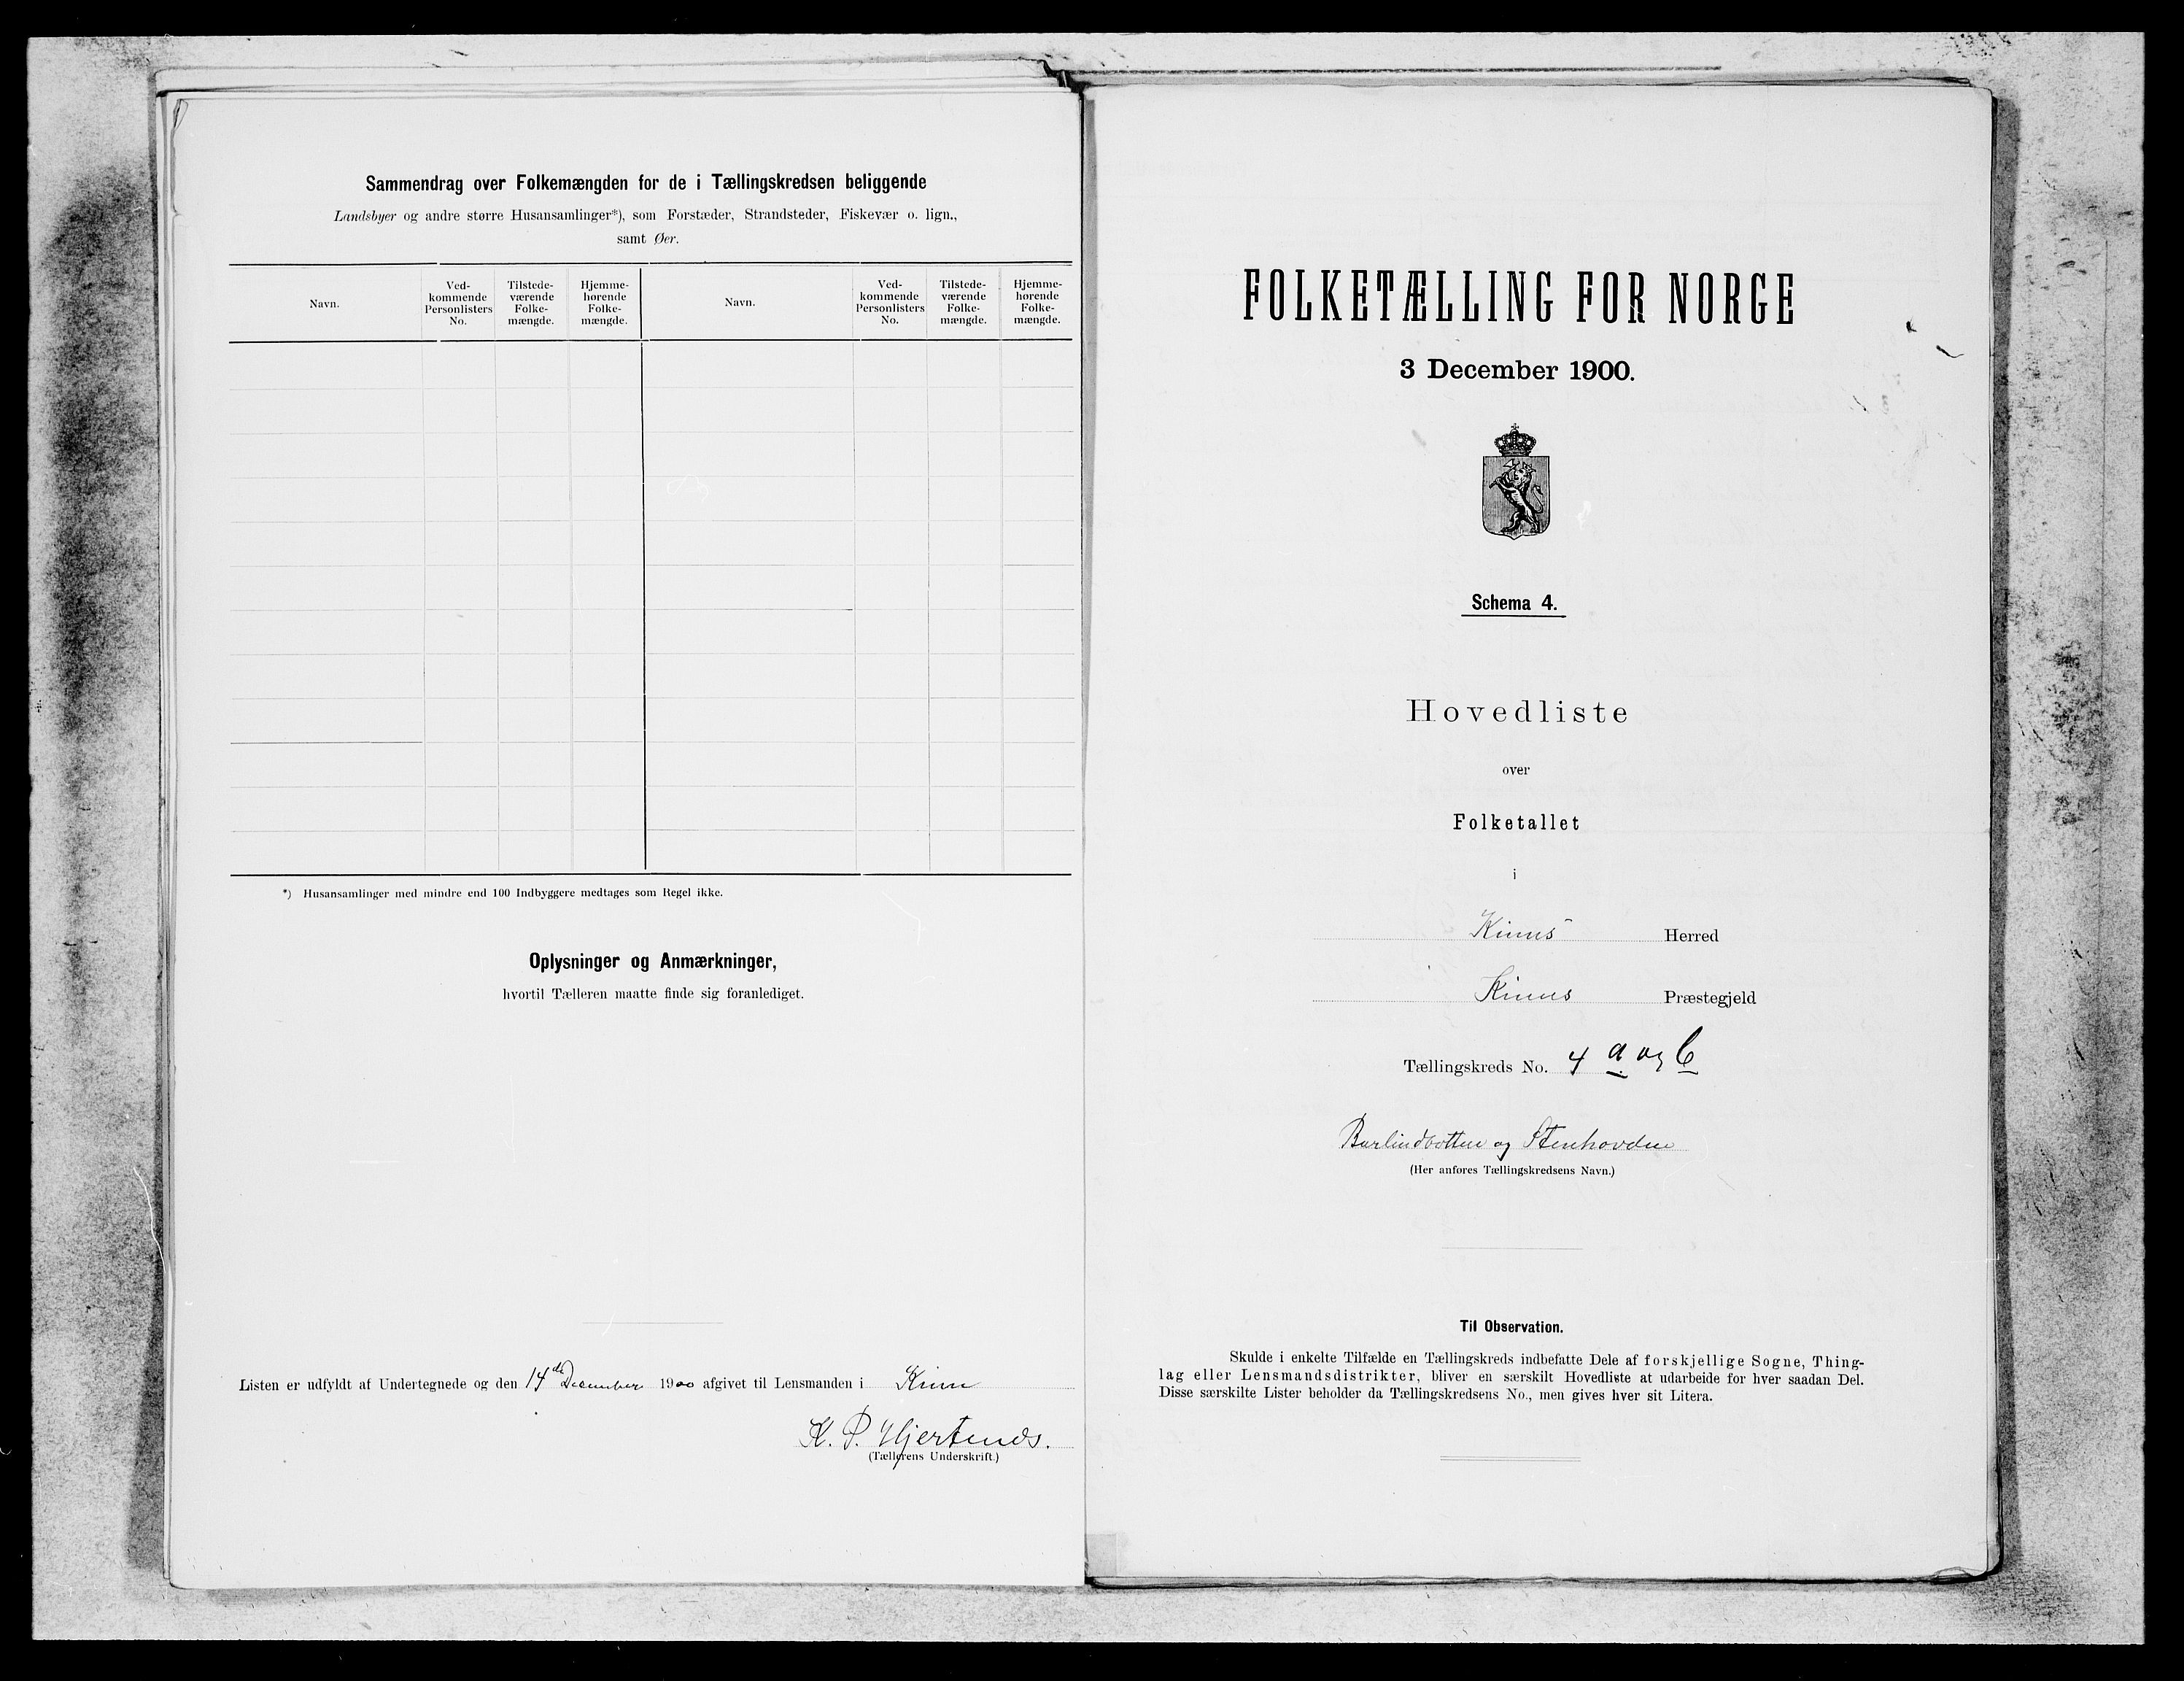 Sammendrag over Folkemængden for de i Tællingskredsen beliggende
Landsbyer og andre større Husansamlinger*), som Forstæder, Strandsteder, Fiskevær o. lign.,
samt Øer.
Navn.
Ved-
kommende
Personlisters
No.
Tilstede-
værende
Folke-
mængde.
Hjemme-
hørende
Folke-
mængde.
Navn.
Ved-
kommende
Personlisters
No.
Tilstede-
værende
Folke-
mængde.
Hjemme-
hørende
Folke-
mængde.
*) Husansamlinger med mindre end 100 Indbyggere medtages som Regel ikke.
Oplysninger og Anmærkninger,
hvortil Tælleren maatte finde sig foranlediget.
Listen er udfyldt af Undertegnede og den 14de December 1900 afgivet til Lensmanden i Kinn
K. P. Hjertenæs.
(Tællerens Underskrift.)
FOLKETÆLLING FOR NORGE
3 December 1900.
Schema 4.
Hovedliste
over
Folketallet
i
Kinns Herred
Kinns Præstegjeld
Tællingskreds No. 4 a og b
Barlindbotten og Stenhovden
(Her anføres Tællingskredsens Navn.)
Til Observation.
Skulde i enkelte Tilfælde en Tællingskreds indbefatte Dele af forskjellige Sogne, Thing-
lag eller Lensmandsdistrikter, bliver en særskilt Hovedliste at udarbeide for hver saadan Del.
Disse særskilte Lister beholder da Tællingskredsens No., men gives hver sit Litera.